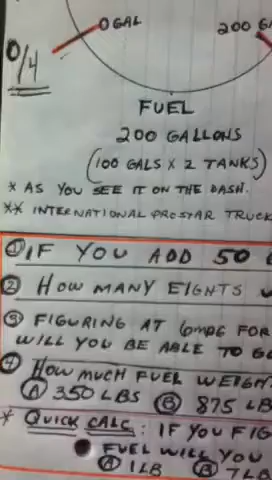 0 GAL
200 GA
0/4
FUEL
200 GALLONS
(100 GALS X 2 TANKS)
* AS YOU SEE IT ON THE DASH.
** INTERNATIONAL PROSTAR TRUCK
① IF YOU ADD 50
② HOW MANY EIGHTS
③ FIGURING AT 6MPG FOR
WILL YOU BE ABLE TO GO
④ HOW MUCH FUEL WEIGHT
Ⓐ 350 LBS Ⓑ 875 LB
* QUICK CALC: IF YOU FIG
FUEL WILL YOU
Ⓐ 1LB Ⓑ 7LB